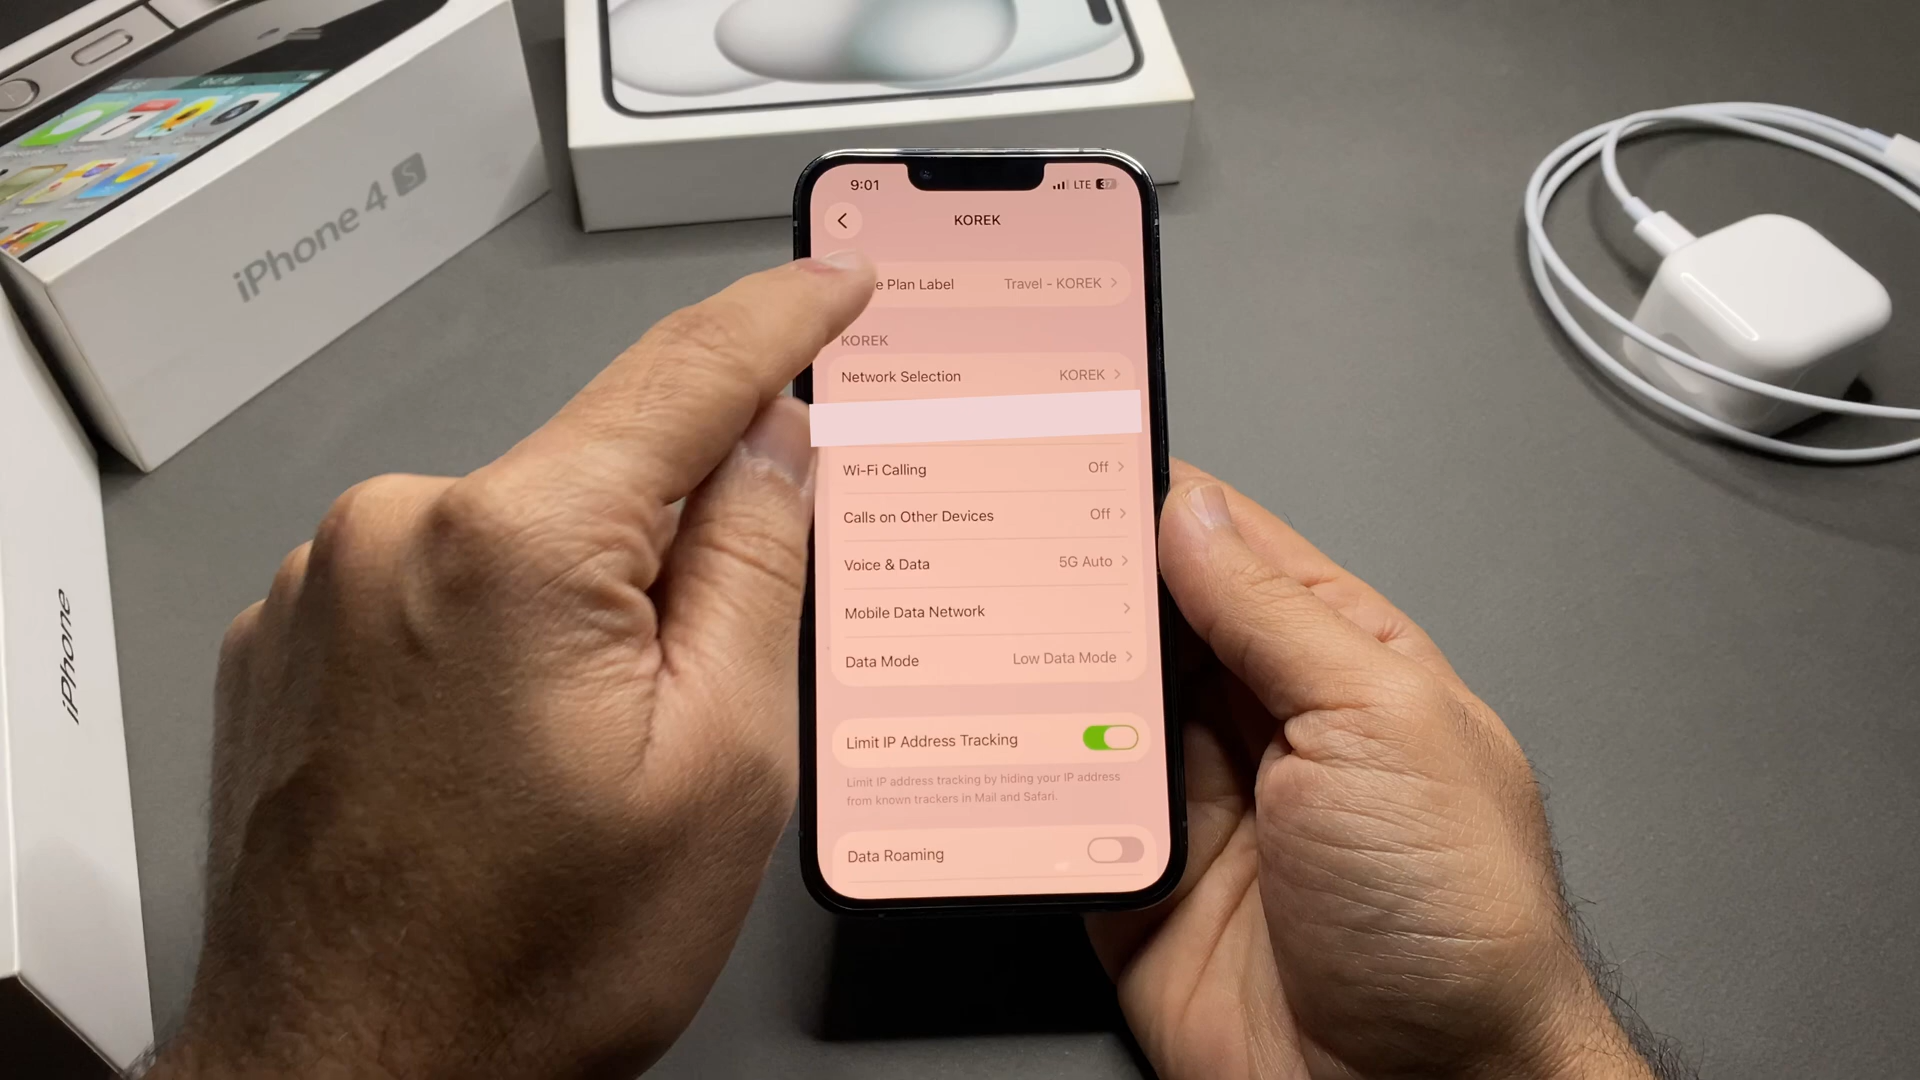 iPhone 4S
iPhone
9:01
LTE 37
KOREK
e Plan Label Travel - KOREK
KOREK
Network Selection KOREK
Wi-Fi Calling Off
Calls on Other Devices Off
Voice & Data 5G Auto
Mobile Data Network
Data Mode Low Data Mode
Limit IP Address Tracking
Limit IP address tracking by hiding your IP address
from known trackers in Mail and Safari.
Data Roaming